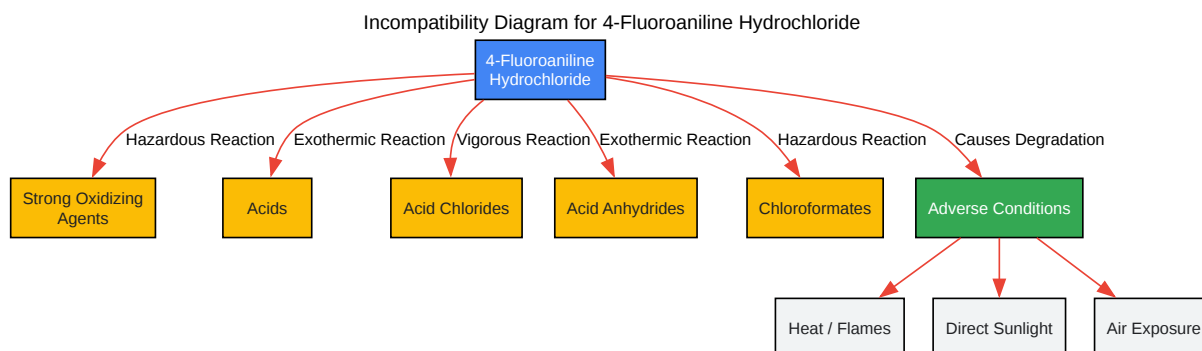 Incompatibility Diagram for 4-Fluoroaniline Hydrochloride
4-Fluoroaniline
Hydrochloride
Hazardous Reaction
Exothermic Reaction
Vigorous Reaction
Exothermic Reaction
Hazardous Reaction
Causes Degradation
Strong Oxidizing
Agents
Acids
Acid Chlorides
Acid Anhydrides
Chloroformates
Adverse Conditions
Heat / Flames
Direct Sunlight
Air Exposure